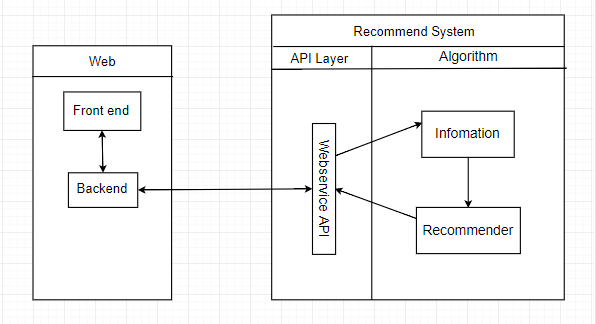 Recommend System
Web
API Layer
Algorithm
Front end
Backend
Webservice API
Infomation
Recommender